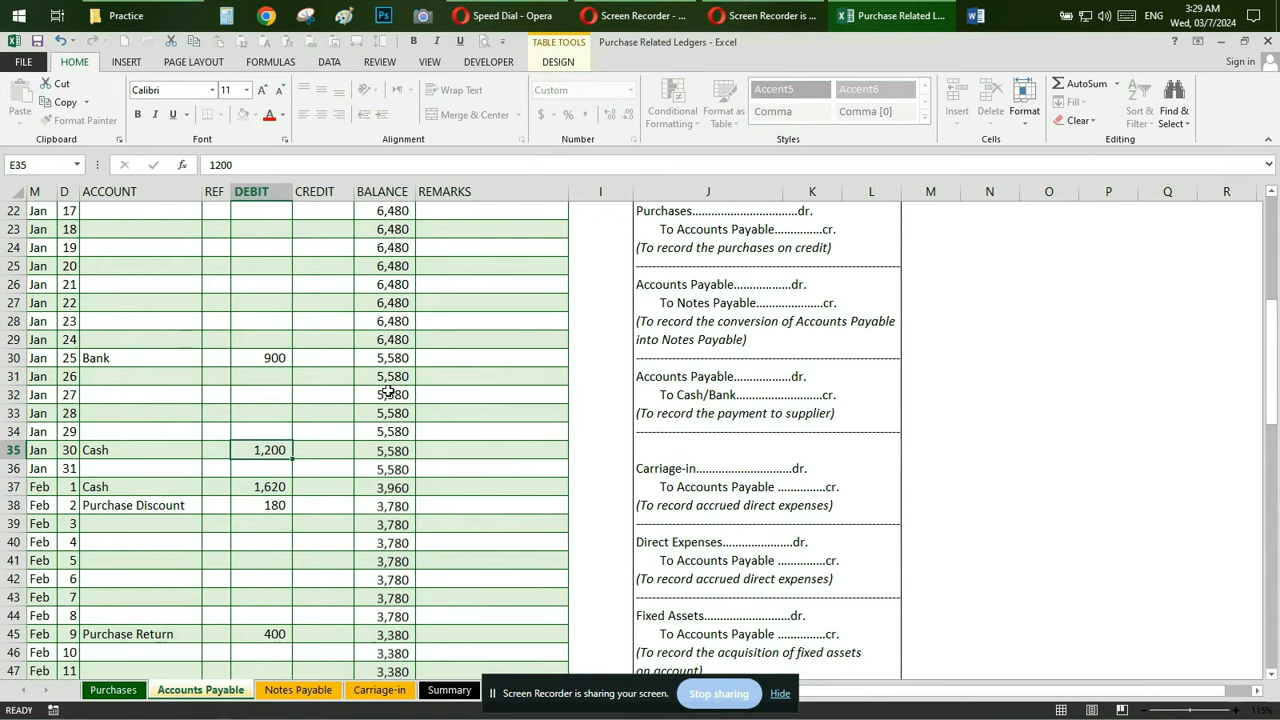 Practice
Speed Dial - Opera
Screen Recorder - ...
Screen Recorder is ...
Purchase Related L...
ENG
3:29 AM
Wed, 03/7/2024
TABLE TOOLS
Purchase Related Ledgers - Excel
FILE HOME INSERT PAGE LAYOUT FORMULAS DATA REVIEW VIEW DEVELOPER DESIGN Sign in
Cut
Copy
Format Painter
Paste
Calibri 11
Wrap Text
Merge & Center
Custom
Conditional Formatting
Format as Table
Accent5 Accent6
Comma Comma [0]
Insert Delete Format
AutoSum
Fill
Clear
Sort & Filter
Find & Select
Clipboard Font Alignment Number Styles Cells Editing
E35 1200
M D ACCOUNT REF DEBIT CREDIT BALANCE REMARKS I J K L M N O P Q R
22 Jan 17 6,480 Purchases dr.
23 Jan 18 6,480 To Accounts Payable cr.
24 Jan 19 6,480 (To record the purchases on credit)
25 Jan 20 6,480
26 Jan 21 6,480 Accounts Payable dr.
27 Jan 22 6,480 To Notes Payable cr.
28 Jan 23 6,480 (To record the conversion of Accounts Payable
29 Jan 24 6,480 into Notes Payable)
30 Jan 25 Bank 900 5,580
31 Jan 26 5,580 Accounts Payable dr.
32 Jan 27 5,580 To Cash/Bank cr.
33 Jan 28 5,580 (To record the payment to supplier)
34 Jan 29 5,580
35 Jan 30 Cash 1,200 5,580
36 Jan 31 5,580 Carriage-in dr.
37 Feb 1 Cash 1,620 3,960 To Accounts Payable cr.
38 Feb 2 Purchase Discount 180 3,780 (To record accrued direct expenses)
39 Feb 3 3,780
40 Feb 4 3,780 Direct Expenses dr.
41 Feb 5 3,780 To Accounts Payable cr.
42 Feb 6 3,780 (To record accrued direct expenses)
43 Feb 7 3,780
44 Feb 8 3,780 Fixed Assets dr.
45 Feb 9 Purchase Return 400 3,380 To Accounts Payable cr.
46 Feb 10 3,380 (To record the acquisition of fixed assets
47 Feb 11 3,380 on account)
Purchases Accounts Payable Notes Payable Carriage-in Summary
Screen Recorder is sharing your screen. Stop sharing Hide
115%